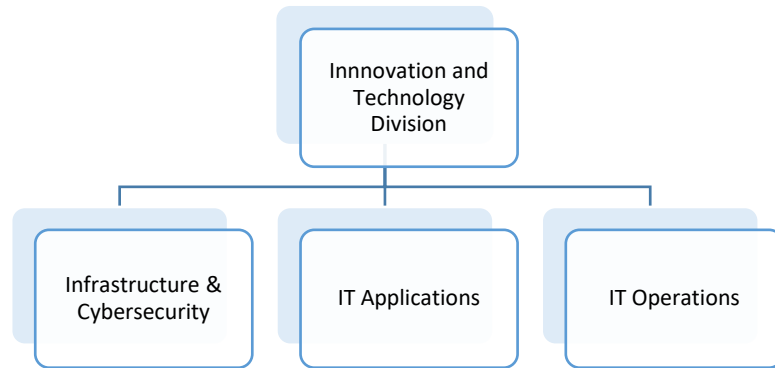 Innnovation and
Technology
Division
Infrastructure &
Cybersecurity
IT Applications
IT Operations